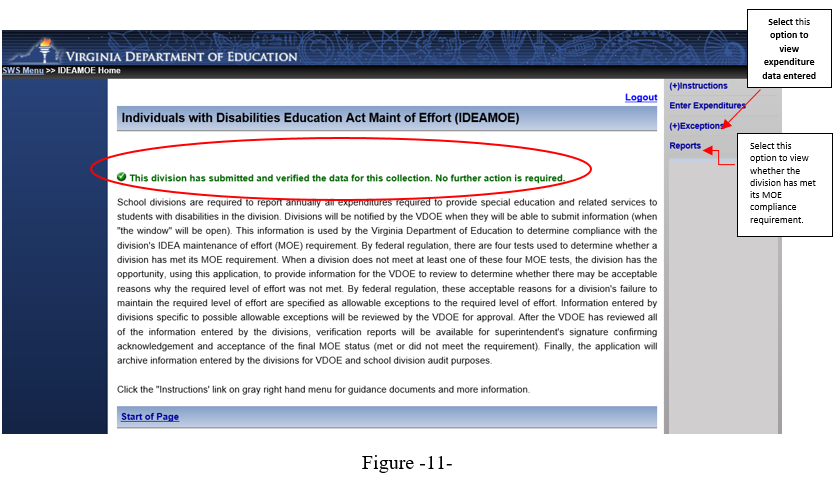 Select this
option to
view
expenditure
data entered
VIRGINIA DEPARTMENT OF EDUCATION
SWS Menu >> IDEAMOE Home
Logout
(+)Instructions
Enter Expenditures
(+)Exceptions
Reports
Select this
option to view
whether the
division has met
its MOE
compliance
requirement.
Individuals with Disabilities Education Act Maint of Effort (IDEAMOE)
This division has submitted and verified the data for this collection. No further action is required.
School divisions are required to report annually all expenditures required to provide special education and related services to
students with disabilities in the division. Divisions will be notified by the VDOE when they will be able to submit information (when
"the window" will be open). This information is used by the Virginia Department of Education to determine compliance with the
division's IDEA maintenance of effort (MOE) requirement. By federal regulation, there are four tests used to determine whether a
division has met its MOE requirement. When a division does not meet at least one of these four MOE tests, the division has the
opportunity, using this application, to provide information for the VDOE to review to determine whether there may be acceptable
reasons why the required level of effort was not met. By federal regulation, these acceptable reasons for a division's failure to
maintain the required level of effort are specified as allowable exceptions to the required level of effort. Information entered by
divisions specific to possible allowable exceptions will be reviewed by the VDOE for approval. After the VDOE has reviewed all
of the information entered by the divisions, verification reports will be available for superintendent's signature confirming
acknowledgement and acceptance of the final MOE status (met or did not meet the requirement). Finally, the application will
archive information entered by the divisions for VDOE and school division audit purposes.
Click the "Instructions' link on gray right hand menu for guidance documents and more information.
Start of Page
Figure -11-